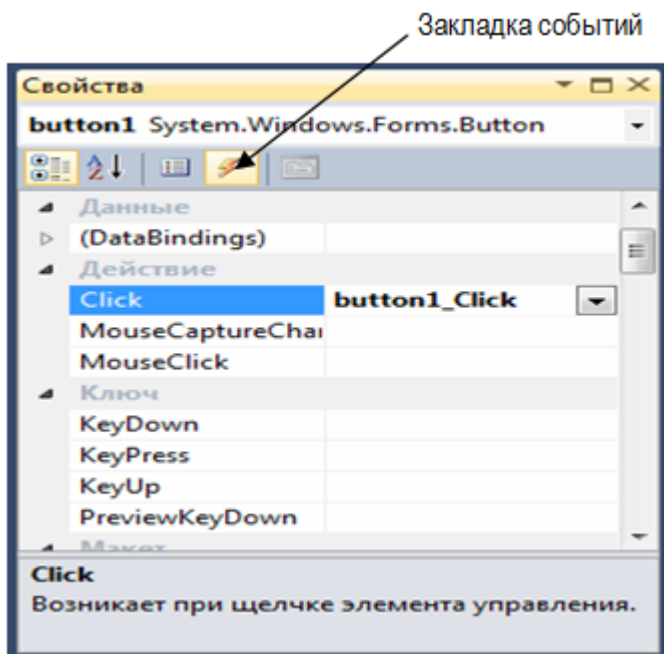 Закладка событий
Свойства
button1 System.Windows.Forms.Button
Данные
(DataBindings)
Действие
Click button1_Click
MouseCaptureChar
MouseClick
Ключ
KeyDown
KeyPress
KeyUp
PreviewKeyDown
Макет
Click
Возникает при щелчке элемента управления.